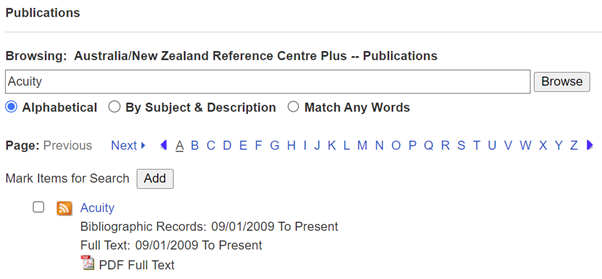 Publications
Browsing: Australia/New Zealand Reference Centre Plus -- Publications
Acuity Browse
Alphabetical By Subject & Description Match Any Words
Page: Previous Next A B C D E F G H I J K L M N O P Q R S T U V W X Y Z
Mark Items for Search Add
Acuity
Bibliographic Records: 09/01/2009 To Present
Full Text: 09/01/2009 To Present
PDF Full Text